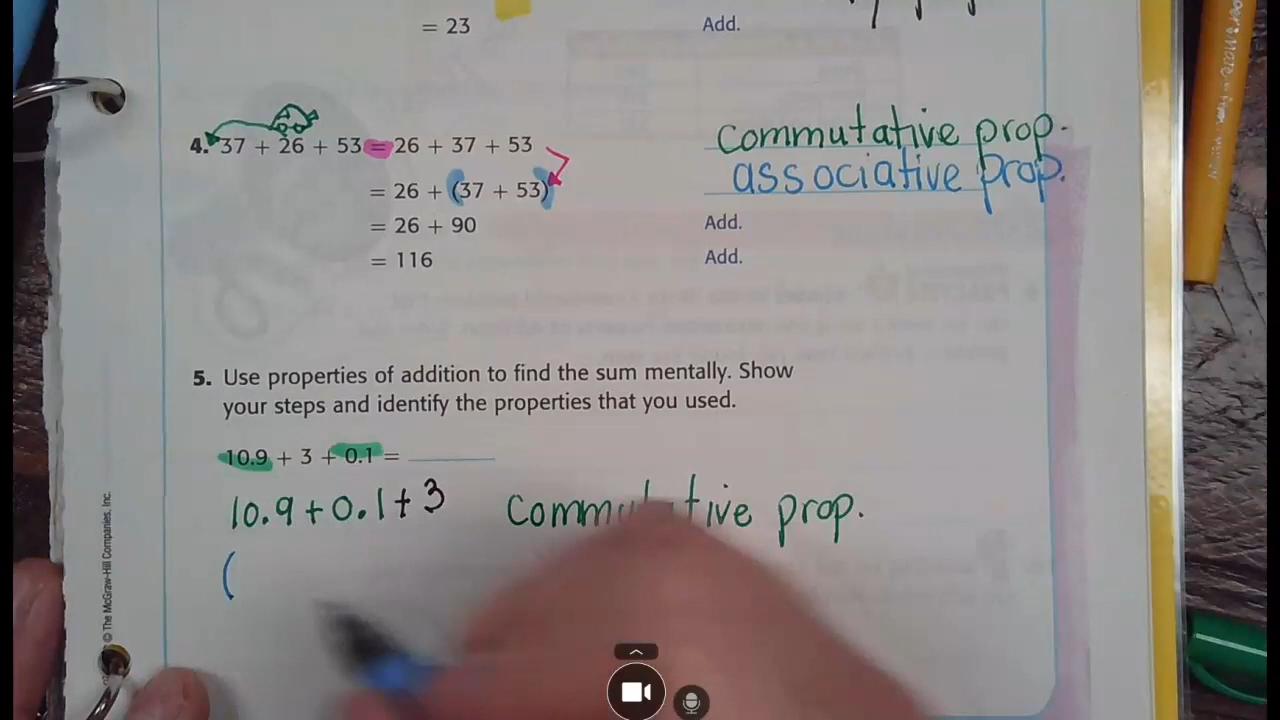 = 23 Add.
4. 37 + 26 + 53 = 26 + 37 + 53 commutative prop.
= 26 + (37 + 53) associative prop.
= 26 + 90 Add.
= 116 Add.
5. Use properties of addition to find the sum mentally. Show
your steps and identify the properties that you used.
10.9 + 3 + 0.1 =
10.9 + 0.1 + 3 commutative prop.
(
© The McGraw-Hill Companies, Inc.